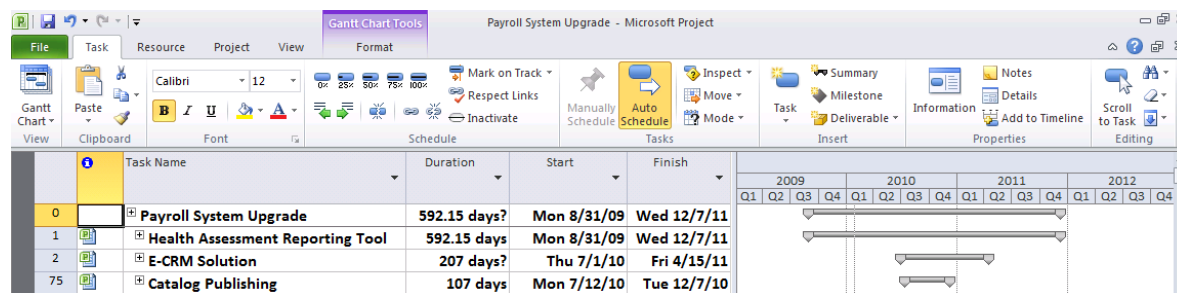 Gantt Chart Tools Payroll System Upgrade - Microsoft Project
File Task Resource Project View Format
Calibri 12 0% 25% 50% 75% 100% Mark on Track Inspect Summary Notes
Gantt Chart Paste Respect Links Manually Schedule Auto Schedule Move Task Milestone Information Details Scroll to Task
B I U A Inactivate Mode Deliverable Add to Timeline
View Clipboard Font Schedule Tasks Insert Properties Editing
Task Name Duration Start Finish
2009 2010 2011 2012
Q1 Q2 Q3 Q4 Q1 Q2 Q3 Q4 Q1 Q2 Q3 Q4 Q1 Q2 Q3 Q4
0 Payroll System Upgrade 592.15 days? Mon 8/31/09 Wed 12/7/11
1 Health Assessment Reporting Tool 592.15 days Mon 8/31/09 Wed 12/7/11
2 E-CRM Solution 207 days? Thu 7/1/10 Fri 4/15/11
75 Catalog Publishing 107 days Mon 7/12/10 Tue 12/7/10